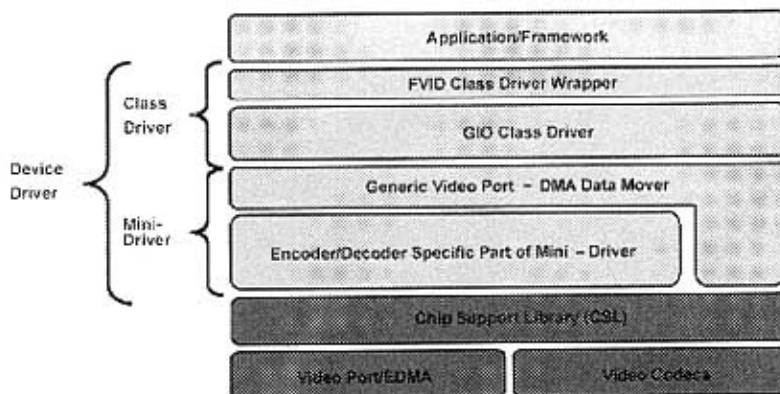 Application/Framework
FVID Class Driver Wrapper
Class
Driver
GIO Class Driver
Device
Driver
Generic Video Port - DMA Data Mover
Mini-
Driver
Encoder/Decoder Specific Part of Mini - Driver
Chip Support Library (CSL)
Video Port/EDMA
Video Codecs